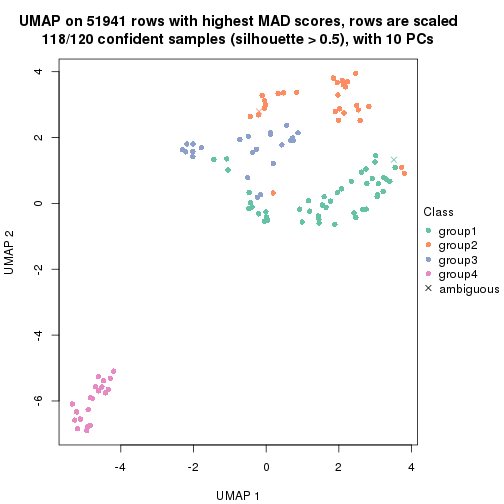 UMAP on 51941 rows with highest MAD scores, rows are scaled
118/120 confident samples (silhouette > 0.5), with 10 PCs
4
2
0
-2
-4
-6
UMAP 2
-4
-2
0
2
4
UMAP 1
Class
group1
group2
group3
group4
ambiguous